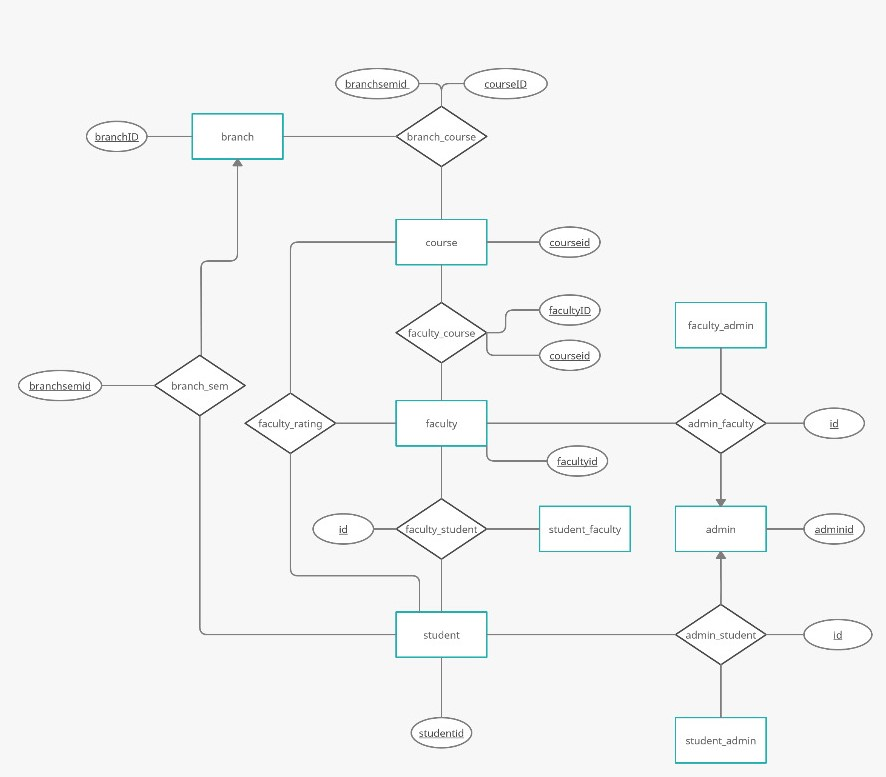 branchsemid
courseID
branchID
branch
branch_course
course
courseid
facultyID
faculty_course
courseid
faculty_admin
branchsemid
branch_sem
faculty_rating
faculty
admin_faculty
id
facultyid
id
faculty_student
student_faculty
admin
adminid
student
admin_student
id
studentid
student_admin